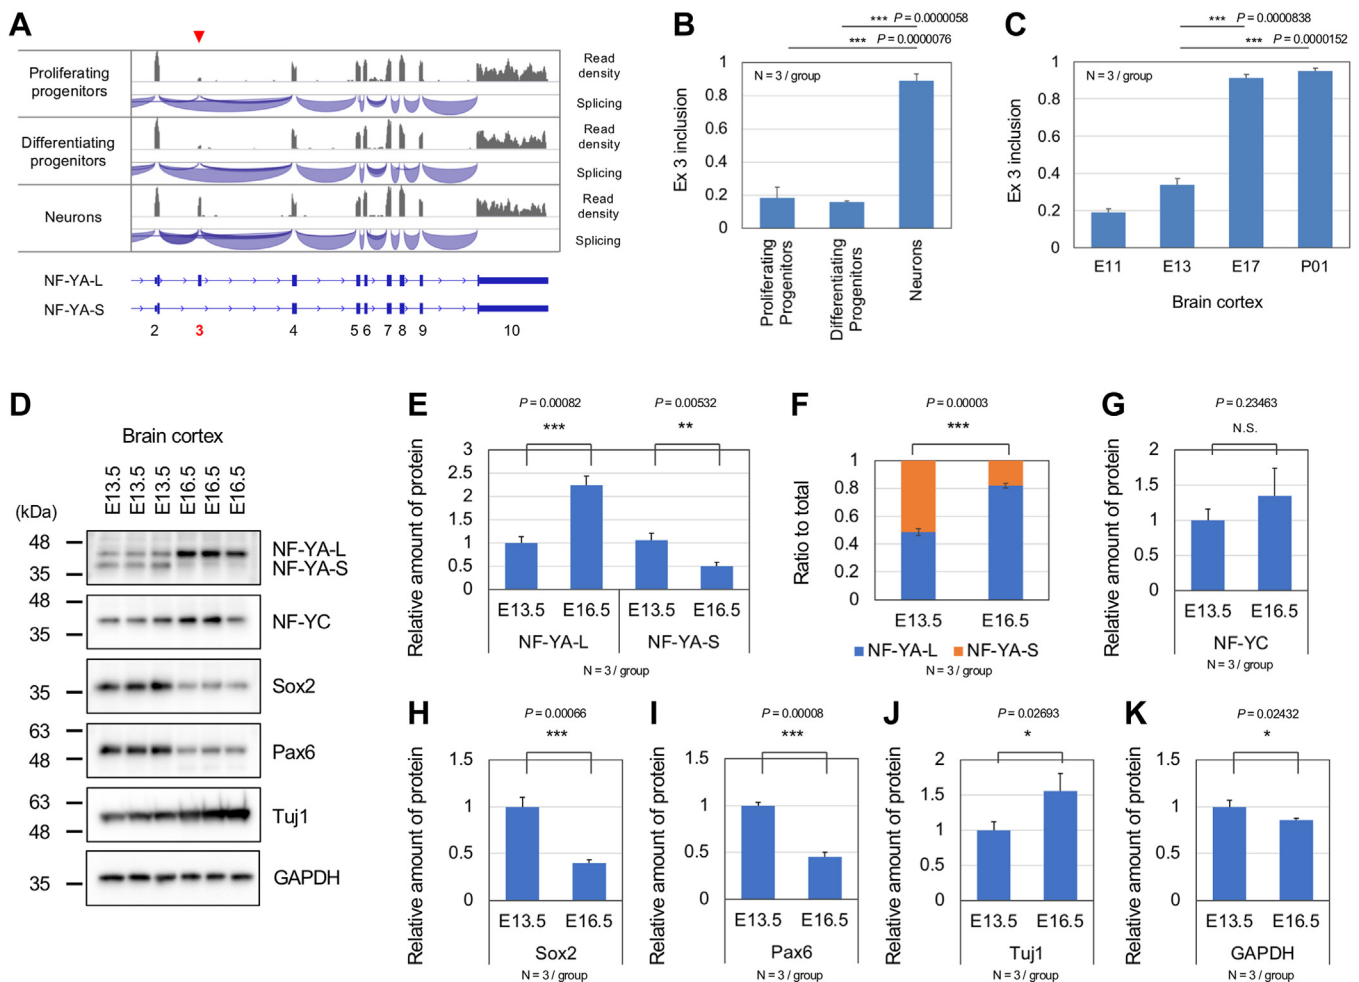 A
Proliferating
progenitors
Read
density
Splicing
Differentiating
progenitors
Read
density
Splicing
Neurons
Read
density
Splicing
NF-YA-L
NF-YA-S
2 3 4 5 6 7 8 9 10
B
*** P = 0.0000058
*** P = 0.0000076
N = 3 / group
Ex 3 inclusion
1
0.8
0.6
0.4
0.2
0
Proliferating
Progenitors
Differentiating
Progenitors
Neurons
C
*** P = 0.0000838
*** P = 0.0000152
N = 3 / group
Ex 3 inclusion
1
0.8
0.6
0.4
0.2
0
E11 E13 E17 P01
Brain cortex
D
Brain cortex
E13.5 E13.5 E13.5 E16.5 E16.5 E16.5
(kDa)
48
35
NF-YA-L
NF-YA-S
48
35
NF-YC
35
Sox2
63
48
Pax6
63
48
Tuj1
35
GAPDH
E
P = 0.00082 P = 0.00532
*** **
Relative amount of protein
3
2.5
2
1.5
1
0.5
0
E13.5 E16.5 E13.5 E16.5
NF-YA-L NF-YA-S
N = 3 / group
F
P = 0.00003
***
Ratio to total
1
0.8
0.6
0.4
0.2
0
E13.5 E16.5
NF-YA-L NF-YA-S
N = 3 / group
G
P = 0.23463
N.S.
Relative amount of protein
2
1.5
1
0.5
0
E13.5 E16.5
NF-YC
N = 3 / group
H
P = 0.00066
***
Relative amount of protein
1.5
1
0.5
0
E13.5 E16.5
Sox2
N = 3 / group
I
P = 0.00008
***
Relative amount of protein
1.5
1
0.5
0
E13.5 E16.5
Pax6
N = 3 / group
J
P = 0.02693
*
Relative amount of protein
2
1.5
1
0.5
0
E13.5 E16.5
Tuj1
N = 3 / group
K
P = 0.02432
*
Relative amount of protein
1.5
1
0.5
0
E13.5 E16.5
GAPDH
N = 3 / group